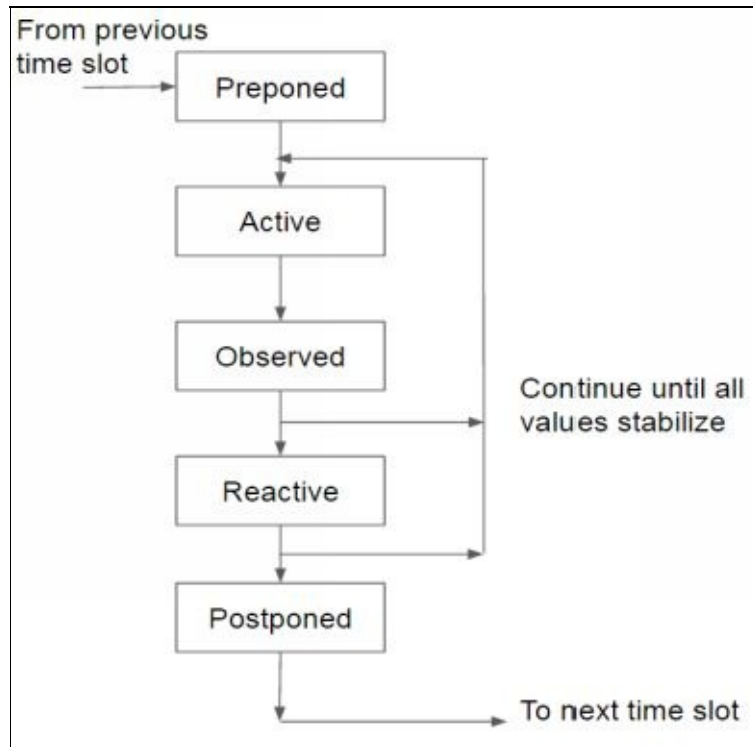 From previous
time slot
Preponed
Active
Observed
Continue until all
values stabilize
Reactive
Postponed
To next time slot